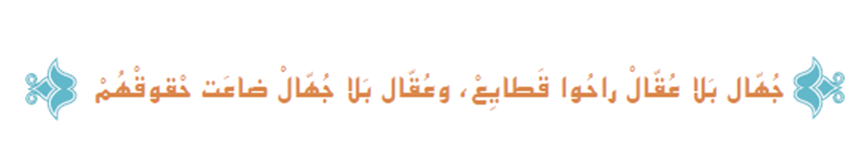 جُهّال بَلا عُقّالْ راحُوا قَطايِعْ، وعُقّال بَلا جُهّالْ ضاعَت حْقوقْهُمْ